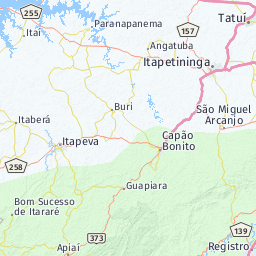 255
Itaí
Paranapanema
157
Tatuí
Angatuba
Itapetininga
Buri
São Miguel
Arcanjo
Itaberá
Itapeva
Capão
Bonito
258
Guapiara
Bom Sucesso
de Itararé
139
373
Registro
Apiaí